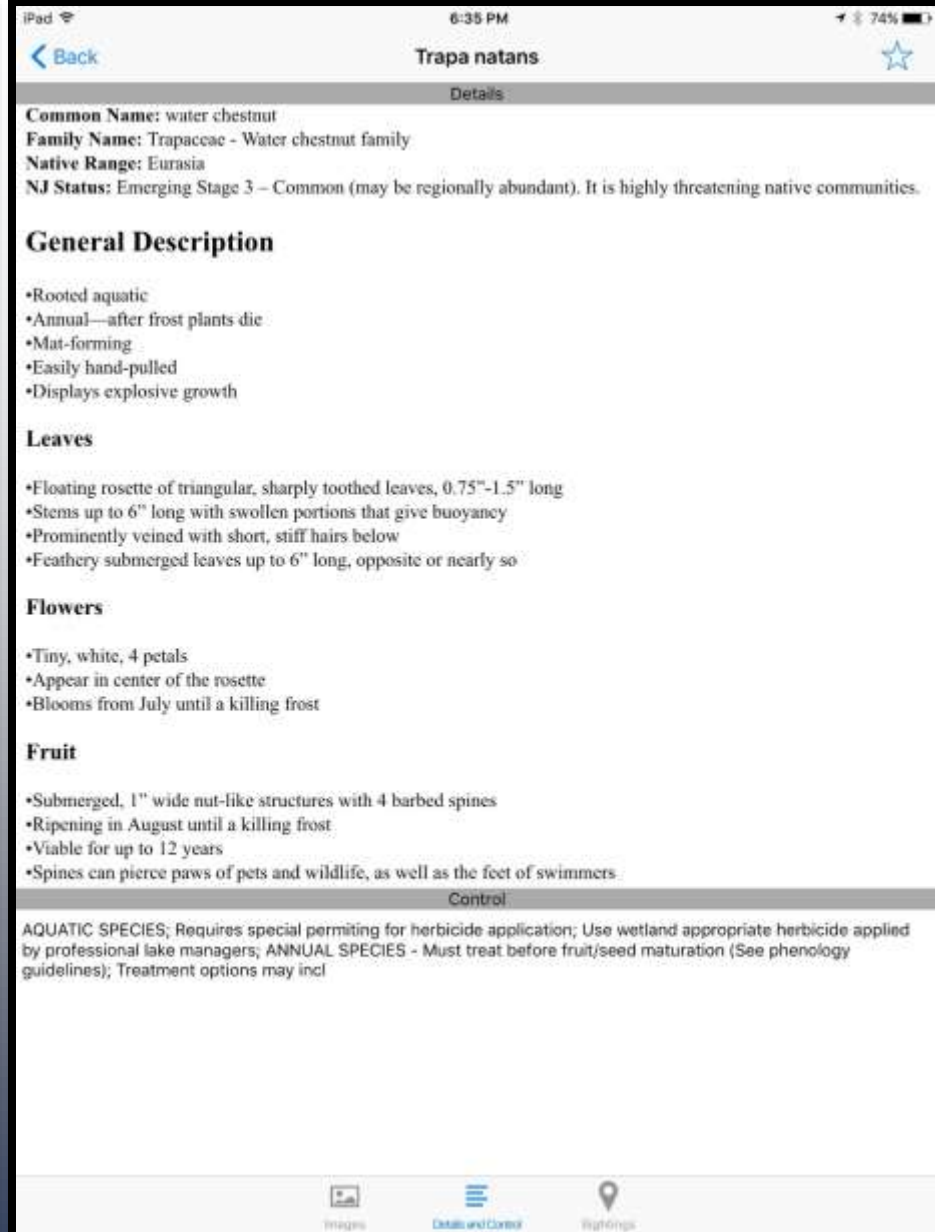 iPad 6:35 PM 74%
Back Trapa natans
Details
Common Name: water chestnut
Family Name: Trapaceae - Water chestnut family
Native Range: Eurasia
NJ Status: Emerging Stage 3 – Common (may be regionally abundant). It is highly threatening native communities.
General Description
•Rooted aquatic
•Annual—after frost plants die
•Mat-forming
•Easily hand-pulled
•Displays explosive growth
Leaves
•Floating rosette of triangular, sharply toothed leaves, 0.75”-1.5” long
•Stems up to 6” long with swollen portions that give buoyancy
•Prominently veined with short, stiff hairs below
•Feathery submerged leaves up to 6” long, opposite or nearly so
Flowers
•Tiny, white, 4 petals
•Appear in center of the rosette
•Blooms from July until a killing frost
Fruit
•Submerged, 1” wide nut-like structures with 4 barbed spines
•Ripening in August until a killing frost
•Viable for up to 12 years
•Spines can pierce paws of pets and wildlife, as well as the feet of swimmers
Control
AQUATIC SPECIES; Requires special permiting for herbicide application; Use wetland appropriate herbicide applied
by professional lake managers; ANNUAL SPECIES - Must treat before fruit/seed maturation (See phenology
guidelines); Treatment options may incl
Images Details and Control Sightings